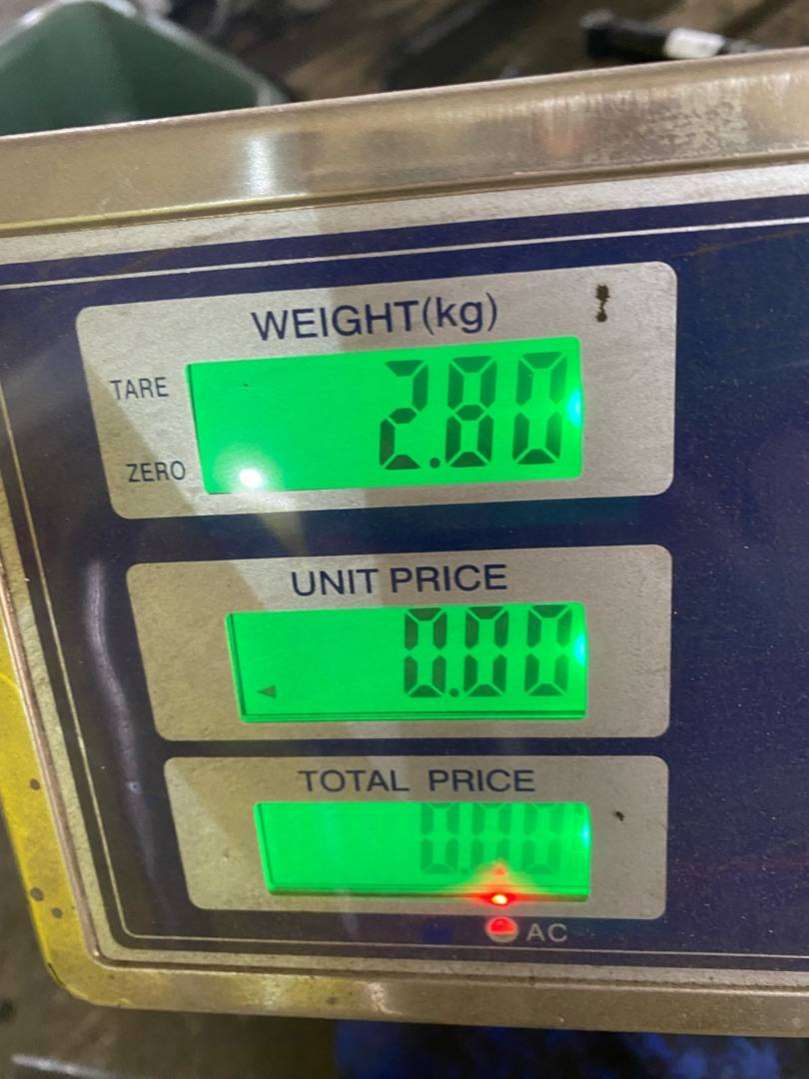 WEIGHT(kg)
TARE
2.80
ZERO
UNIT PRICE
0.00
TOTAL PRICE
0.00
AC